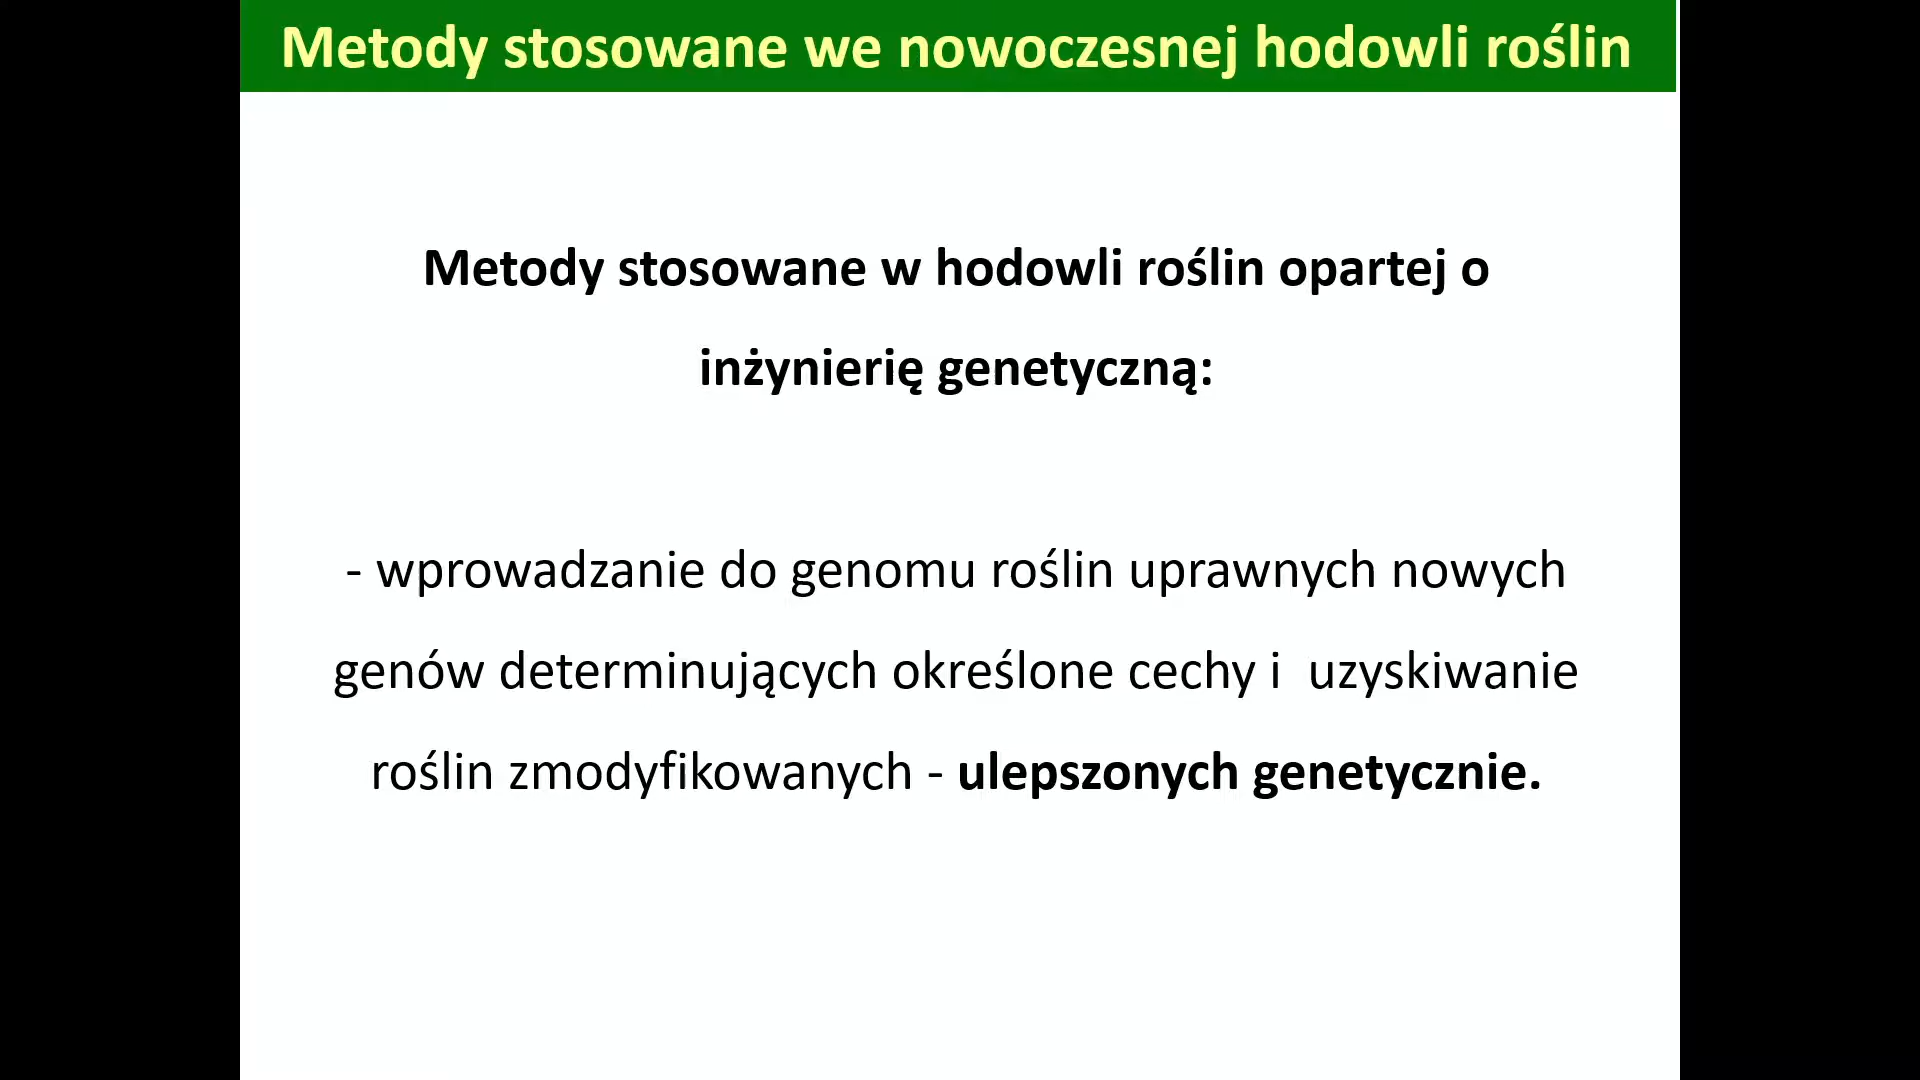 Metody stosowane we nowoczesnej hodowli roślin
Metody stosowane w hodowli roślin opartej o
inżynierię genetyczną:
- wprowadzanie do genomu roślin uprawnych nowych
genów determinujących określone cechy i  uzyskiwanie
roślin zmodyfikowanych - ulepszonych genetycznie.